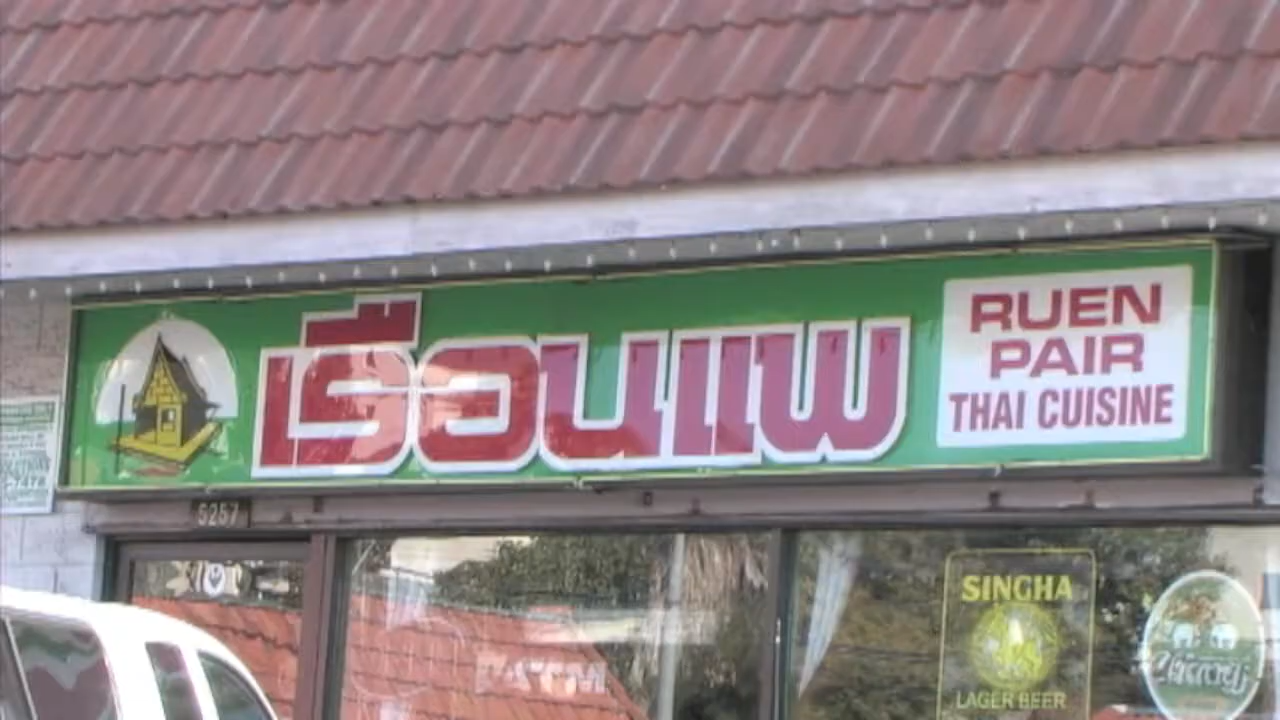 เรือนแพ
RUEN
PAIR
THAI CUISINE
5257
SINGHA
LAGER BEER